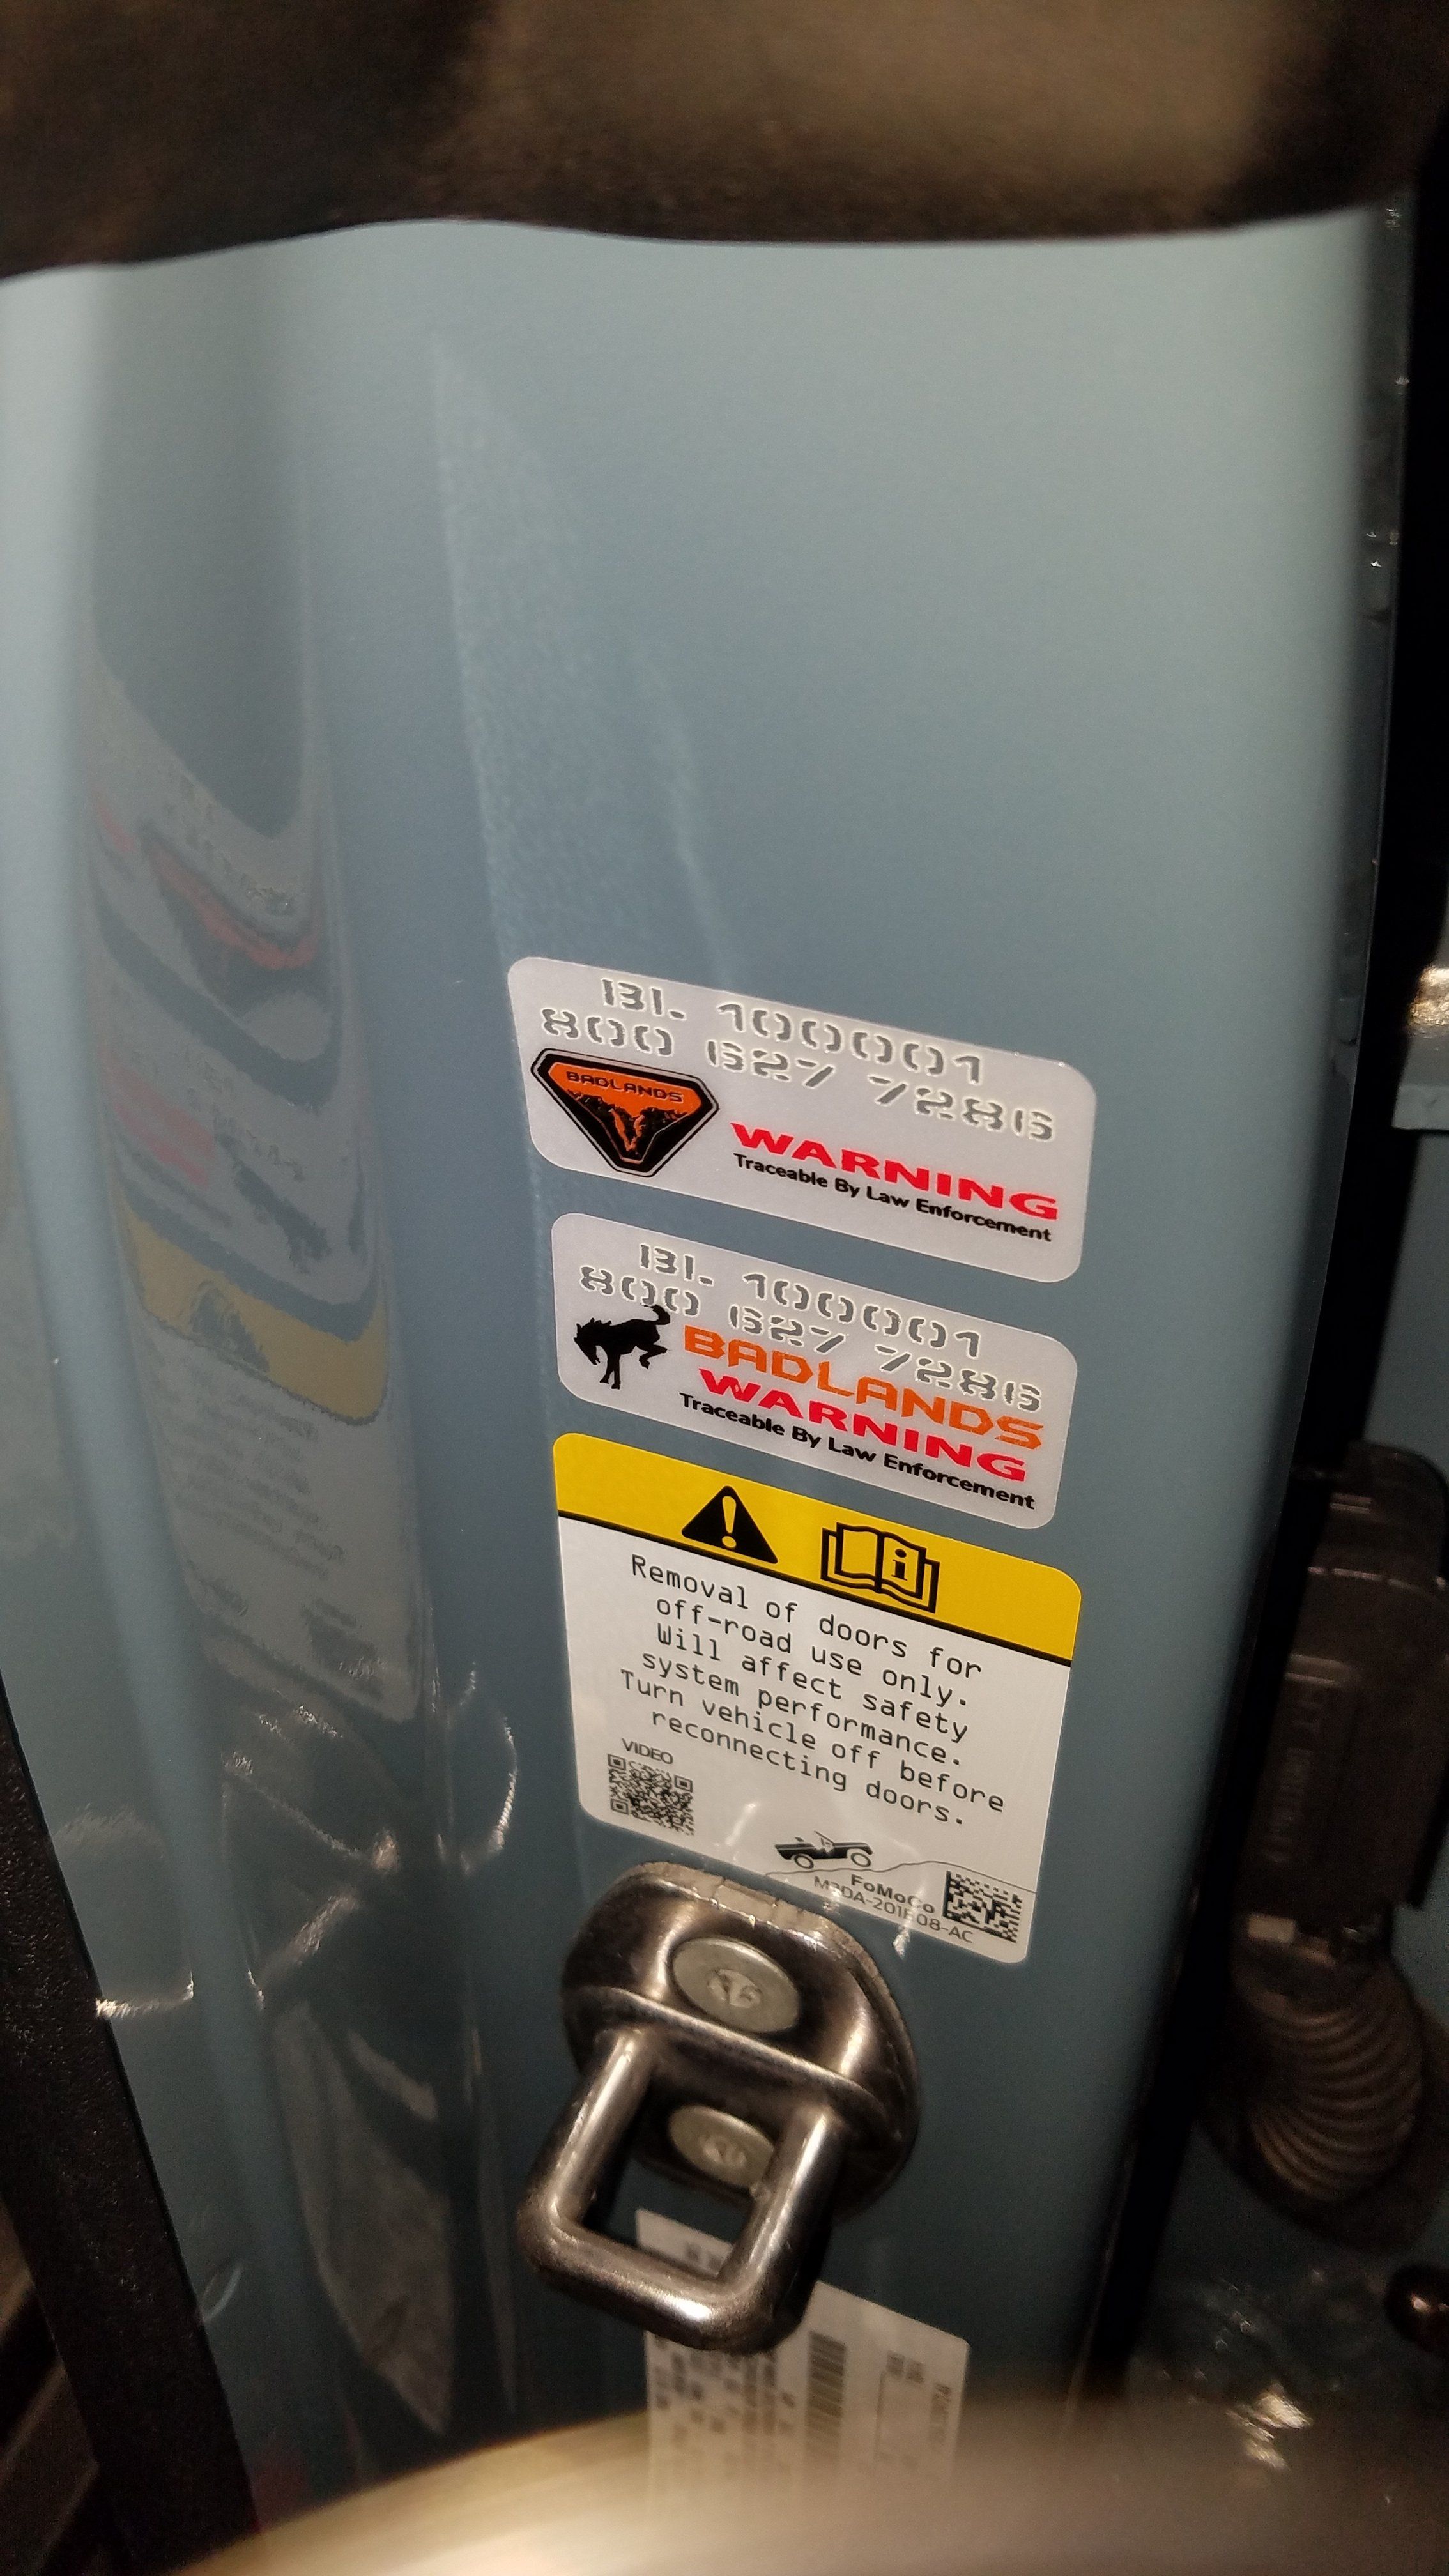 BL 100001
800 627 7286
BADLANDS
WARNING
Traceable By Law Enforcement
BL 100001
800 627 7286
BADLANDS
WARNING
Traceable By Law Enforcement
Removal of doors for
off-road use only.
Will affect safety
system performance.
Turn vehicle off before
reconnecting doors.
VIDEO
FoMoCo